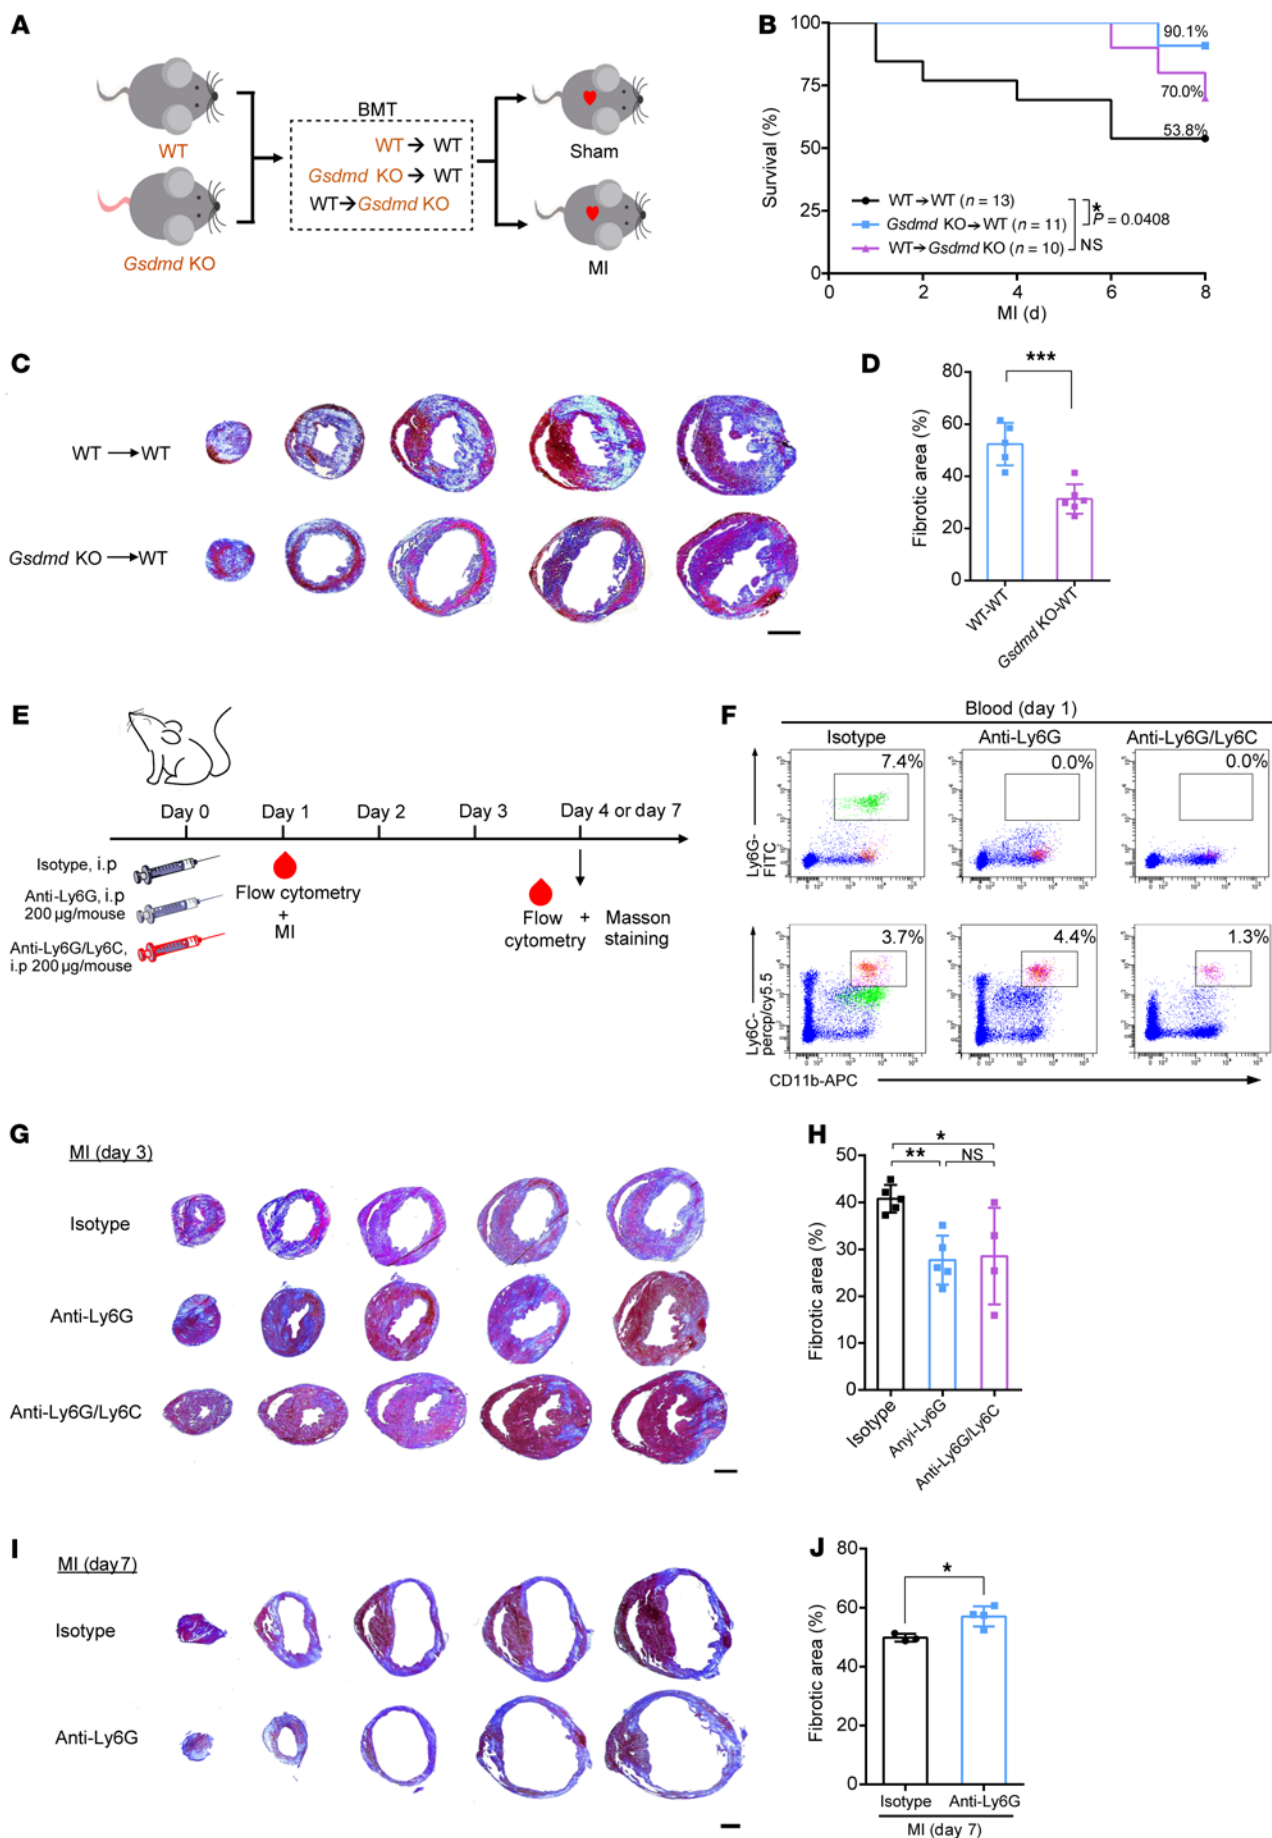 A
WT
Gsdmd KO
BMT
WT → WT
Gsdmd KO → WT
WT → Gsdmd KO
Sham
MI
B
Survival (%)
100
75
50
25
0
90.1%
70.0%
53.8%
WT → WT (n = 13)
Gsdmd KO → WT (n = 11)
WT → Gsdmd KO (n = 10)
*
P = 0.0408
NS
0 2 4 6 8
MI (d)
C
WT → WT
Gsdmd KO → WT
D
***
Fibrotic area (%)
80
60
40
20
0
WT-WT
Gsdmd KO-WT
E
Day 0 Day 1 Day 2 Day 3 Day 4 or day 7
Isotype, i.p
Anti-Ly6G, i.p
200 µg/mouse
Anti-Ly6G/Ly6C,
i.p 200 µg/mouse
Flow cytometry
+
MI
Flow + Masson
cytometry staining
F
Blood (day 1)
Isotype Anti-Ly6G Anti-Ly6G/Ly6C
7.4% 0.0% 0.0%
Ly6G-
FITC
3.7% 4.4% 1.3%
Ly6C-
percp/cy5.5
CD11b-APC
G
MI (day 3)
Isotype
Anti-Ly6G
Anti-Ly6G/Ly6C
H
* 
** NS
Fibrotic area (%)
50
40
30
20
10
0
Isotype
Anyi-Ly6G
Anti-Ly6G/Ly6C
I
MI (day7)
Isotype
Anti-Ly6G
J
*
Fibrotic area (%)
80
60
40
20
0
Isotype Anti-Ly6G
MI (day 7)